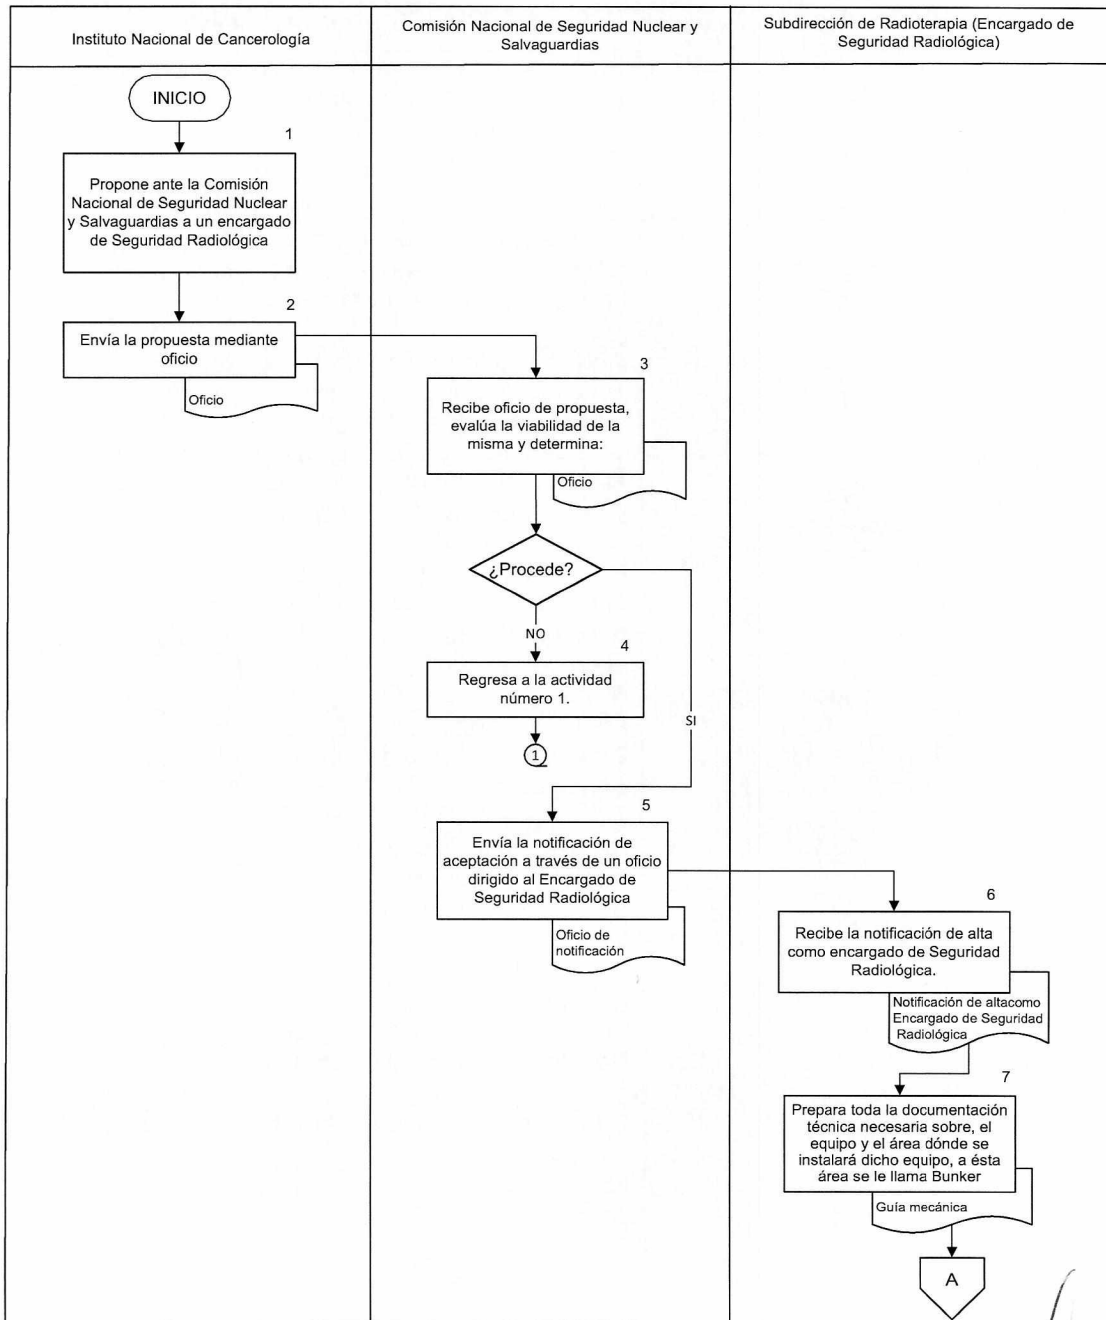 Instituto Nacional de Cancerología
Comisión Nacional de Seguridad Nuclear y
Salvaguardias
Subdirección de Radioterapia (Encargado de
Seguridad Radiológica)
INICIO
1
Propone ante la Comisión
Nacional de Seguridad Nuclear
y Salvaguardias a un encargado
de Seguridad Radiológica
2
Envía la propuesta mediante
oficio
Oficio
3
Recibe oficio de propuesta,
evalúa la viabilidad de la
misma y determina:
Oficio
¿Procede?
NO
SI
4
Regresa a la actividad
número 1.
1
5
Envía la notificación de
aceptación a través de un oficio
dirigido al Encargado de
Seguridad Radiológica
Oficio de
notificación
6
Recibe la notificación de alta
como encargado de Seguridad
Radiológica.
Notificación de altacomo
Encargado de Seguridad
Radiológica
7
Prepara toda la documentación
técnica necesaria sobre, el
equipo y el área dónde se
instalará dicho equipo, a ésta
área se le llama Bunker
Guía mecánica
A